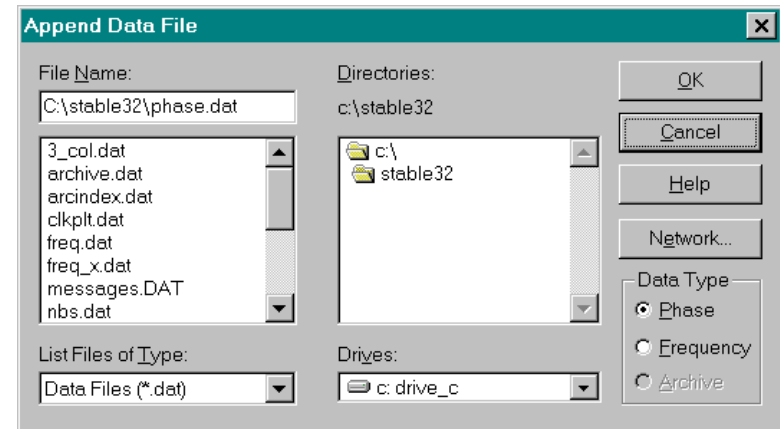 Append Data File
File Name:
C:\stable32\phase.dat
3_col.dat
archive.dat
arcindex.dat
clkplt.dat
freq.dat
freq_x.dat
messages.DAT
nbs.dat
List Files of Type:
Data Files (*.dat)
Directories:
c:\stable32
c:\
stable32
Drives:
c: drive_c
OK
Cancel
Help
Network...
Data Type
Phase
Frequency
Archive